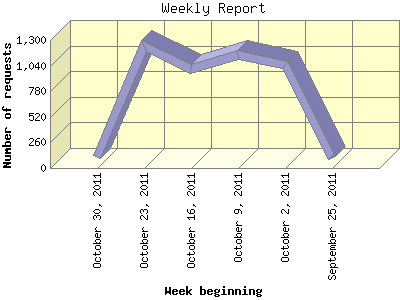 Weekly Report
Number of requests
1,300
1,040
780
520
260
0
October 30, 2011
October 23, 2011
October 16, 2011
October 9, 2011
October 2, 2011
September 25, 2011
Week beginning